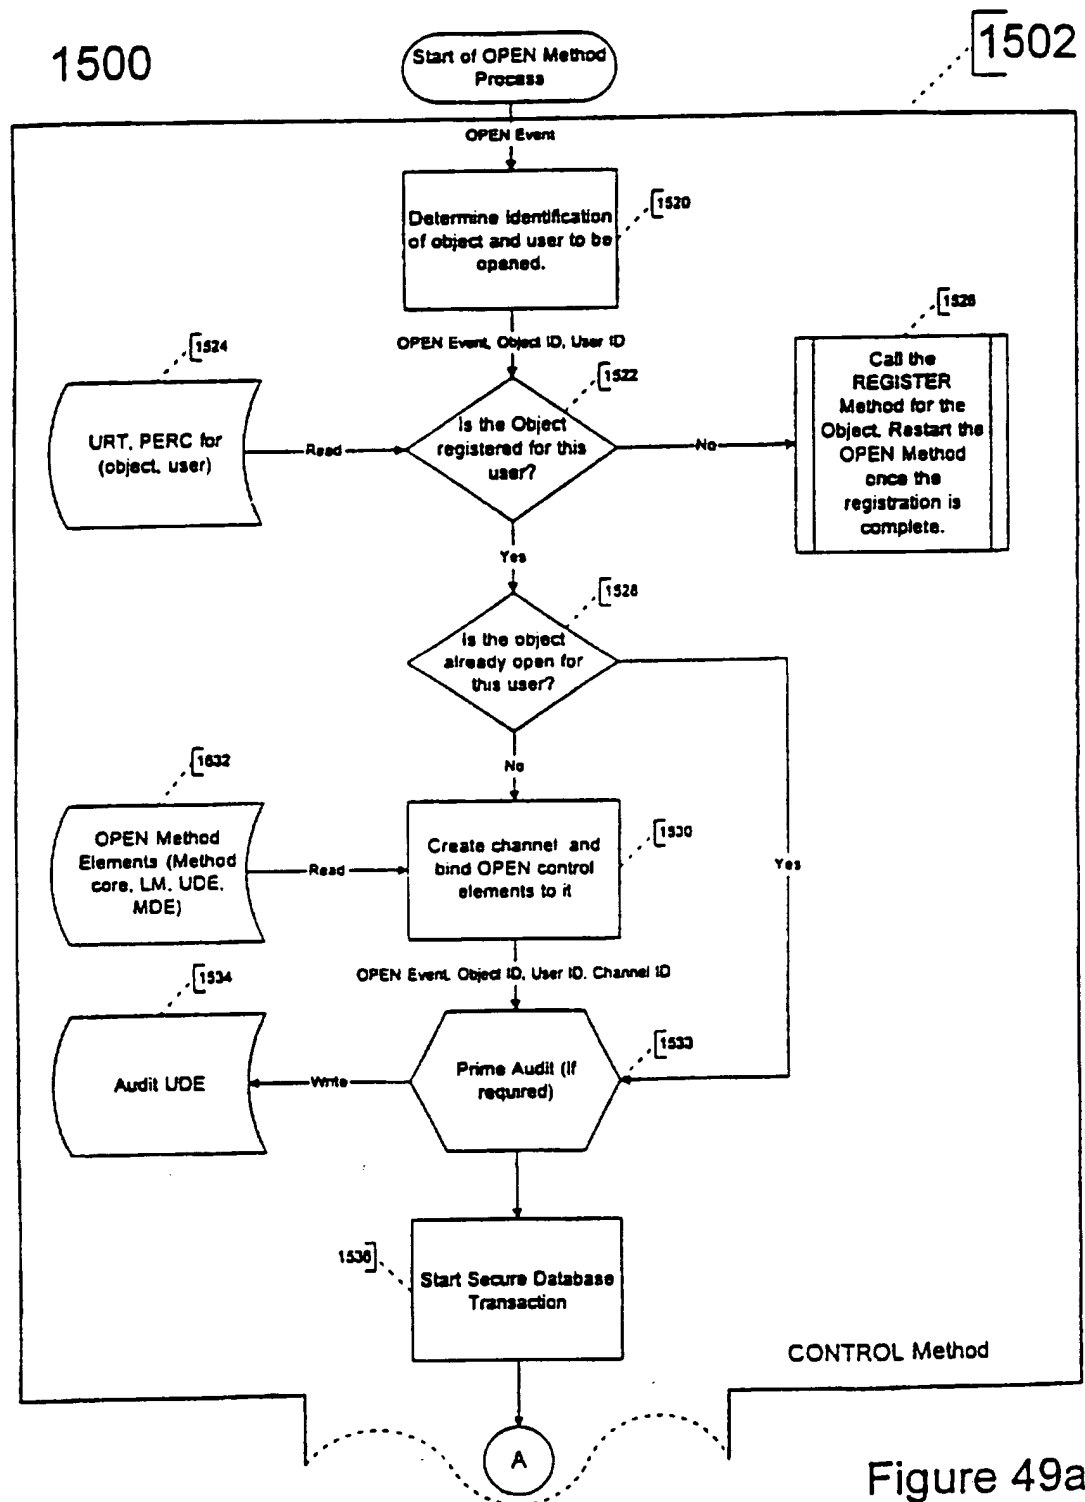 1500
1502
Start of OPEN Method
Process
OPEN Event
1520
Determine identification
of object and user to be
opened.
OPEN Event, Object ID, User ID
1524
1522
1526
URT, PERC for
(object, user)
Read
Is the Object
registered for this
user?
No
Call the
REGISTER
Method for the
Object. Restart the
OPEN Method
once the
registration is
complete.
Yes
1528
Is the object
already open for
this user?
No
Yes
1632
OPEN Method
Elements (Method
core, LM, UDE,
MDE)
Read
1530
Create channel and
bind OPEN control
elements to it
OPEN Event, Object ID, User ID, Channel ID
1534
Audit UDE
Write
1533
Prime Audit (if
required)
1536
Start Secure Database
Transaction
CONTROL Method
A
Figure 49a